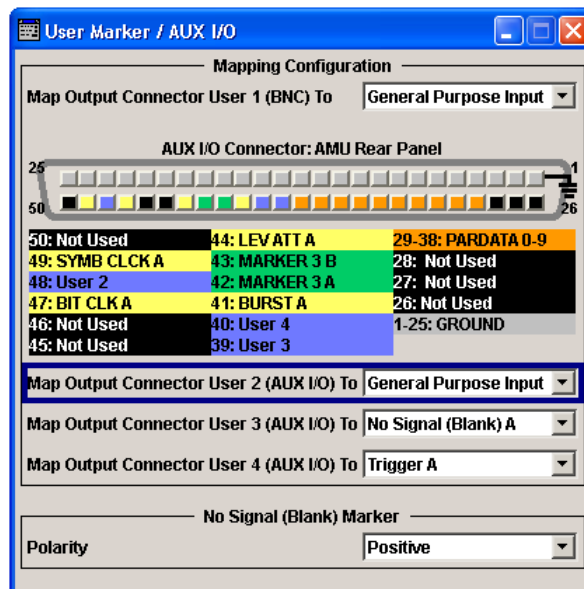 User Marker / AUX I/O
Mapping Configuration
Map Output Connector User 1 (BNC) To General Purpose Input
AUX I/O Connector: AMU Rear Panel
25 1
50 26
50: Not Used 44: LEV ATT A 29-38: PARDATA 0-9
49: SYMB CLCK A 43: MARKER 3 B 28: Not Used
48: User 2 42: MARKER 3 A 27: Not Used
47: BIT CLK A 41: BURST A 26: Not Used
46: Not Used 40: User 4 1-25: GROUND
45: Not Used 39: User 3
Map Output Connector User 2 (AUX I/O) To General Purpose Input
Map Output Connector User 3 (AUX I/O) To No Signal (Blank) A
Map Output Connector User 4 (AUX I/O) To Trigger A
No Signal (Blank) Marker
Polarity Positive